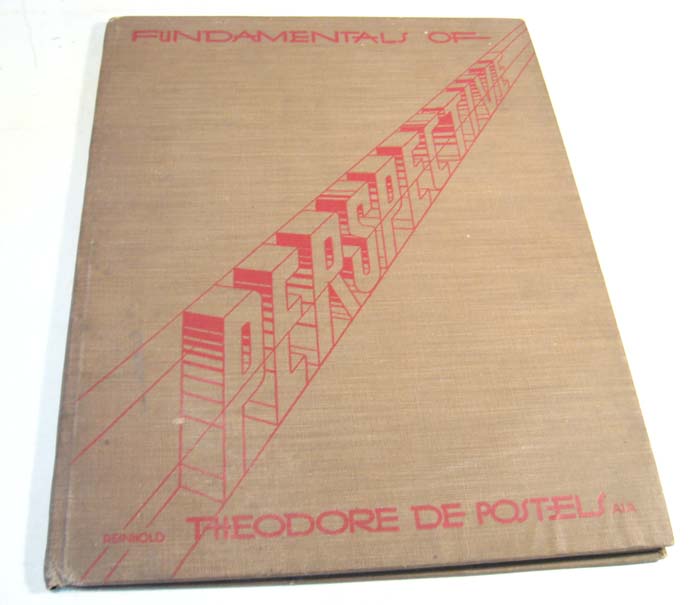 FUNDAMENTALS OF
PERSPECTIVE
REINHOLD THEODORE DE POSTELS A.I.A.